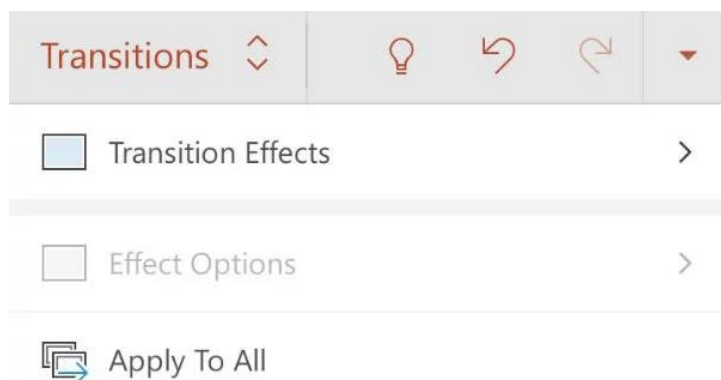 Transitions
Transition Effects
Effect Options
Apply To All